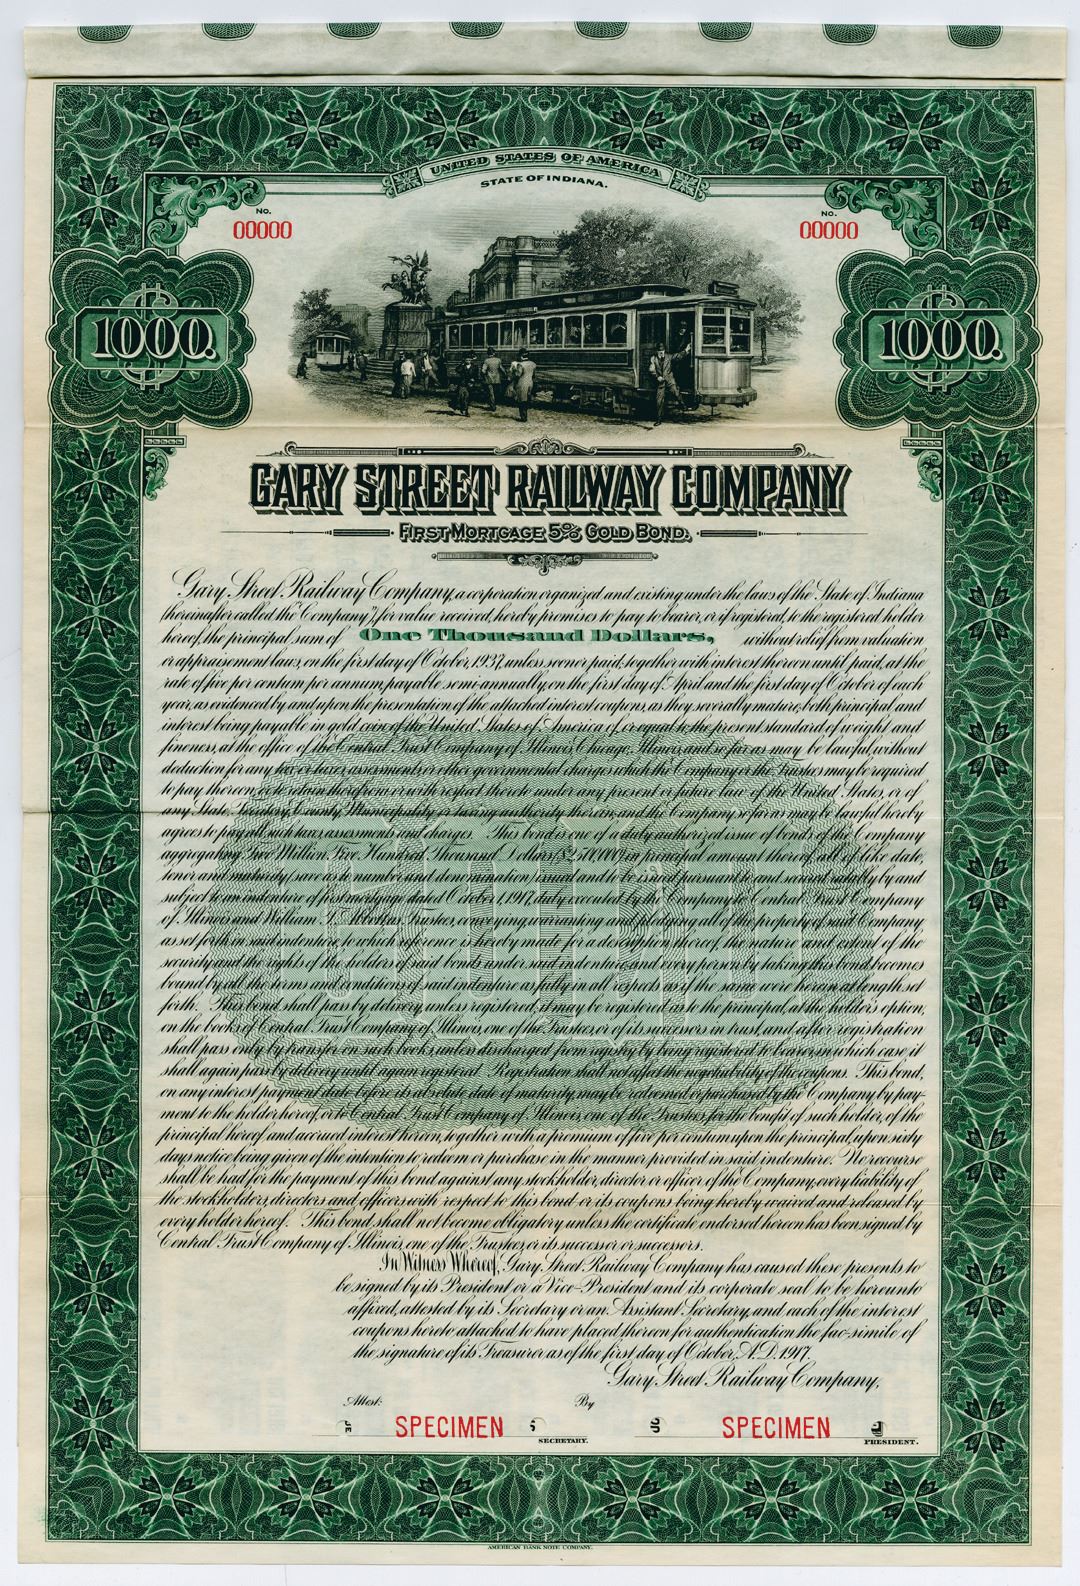 UNITED STATES OF AMERICA
STATE OF INDIANA.
NO.
00000
NO.
00000
1000.
1000.
GARY STREET RAILWAY COMPANY
FIRST MORTGAGE 5% GOLD BOND.
Gary Street Railway Company, a corporation organized and existing under the laws of the State of Indiana
(hereinafter called the "Company"), for value received, hereby promises to pay to bearer, or if registered, to the registered holder
hereof, the principal sum of One Thousand Dollars, without relief from valuation
or appraisement laws, on the first day of October, 1937, unless sooner paid, together with interest thereon until paid, at the
rate of five per centum per annum, payable semi-annually, on the first day of April and the first day of October of each
year, as evidenced by and upon the presentation of the attached interest coupons, as they severally mature, both principal and
interest being payable in gold coin of the United States of America of, or equal to the present standard of weight and
fineness, at the office of the Central Trust Company of Illinois, Chicago, Illinois, and so far as may be lawful, without
deduction for any tax or taxes, assessments or other governmental charges which the Company or the Trustees may be required
to pay thereon, or to retain therefrom or with respect thereto under any present or future law of the United States, or of
any State, Territory, County, Municipality or taxing authority therein, and the Company so far as may be lawful hereby
agrees to pay all such taxes, assessments and charges. This bond is one of a duly authorized issue of bonds of the Company
aggregating Two Million Five Hundred Thousand Dollars ($2,500,000) in principal amount thereof, all of like date,
tenor and maturity (save as to number and denomination) issued and to be issued pursuant to, and secured ratably by and
subject to an indenture of first mortgage dated October 1, 1917, duly executed by the Company to Central Trust Company
of Illinois and William T. Abbott, as Trustees, conveying, warranting and pledging all of the property of said Company,
as set forth in said indenture, to which reference is hereby made for a description thereof, the nature and extent of the
security and the rights of the holders of said bonds under said indenture, and every person by taking this bond becomes
bound by all the terms and conditions of said indenture as fully in all respects as if the same were herein at length set
forth. This bond shall pass by delivery, unless registered; it may be registered as to the principal, at the holder's option,
on the books of Central Trust Company of Illinois, one of the Trustees, or of its successors in trust, and after registration
shall pass only by transfer on such books, unless discharged from registry by being registered to bearer, in which case, it
shall again pass by delivery until again registered. Registration shall not affect the negotiability of the coupons. This bond,
on any interest payment date before its absolute date of maturity, may be redeemed or purchased by the Company by pay-
ment to the holder hereof, or to Central Trust Company of Illinois, one of the Trustees, for the benefit of such holder, of the
principal hereof and accrued interest hereon, together with a premium of five per centum upon the principal, upon sixty
days notice being given of the intention to redeem or purchase in the manner provided in said indenture. No recourse
shall be had for the payment of this bond against any stockholder, director or officer of the Company, every liability of
the stockholders, directors and officers with respect to this bond or its coupons being hereby waived and released by
every holder hereof. This bond shall not become obligatory unless the certificate endorsed hereon has been signed by
Central Trust Company of Illinois, one of the Trustees, or its successor or successors.
In Witness Whereof, Gary Street Railway Company has caused these presents to
be signed by its President or a Vice-President and its corporate seal to be hereunto
affixed, attested by its Secretary or an Assistant Secretary, and each of the interest
coupons hereto attached to have placed thereon for authentication the fac-simile of
the signature of its Treasurer as of the first day of October, A.D. 1917.
Gary Street Railway Company,
Attest:
By
SPECIMEN
SECRETARY.
SPECIMEN
PRESIDENT.
AMERICAN BANK NOTE COMPANY.